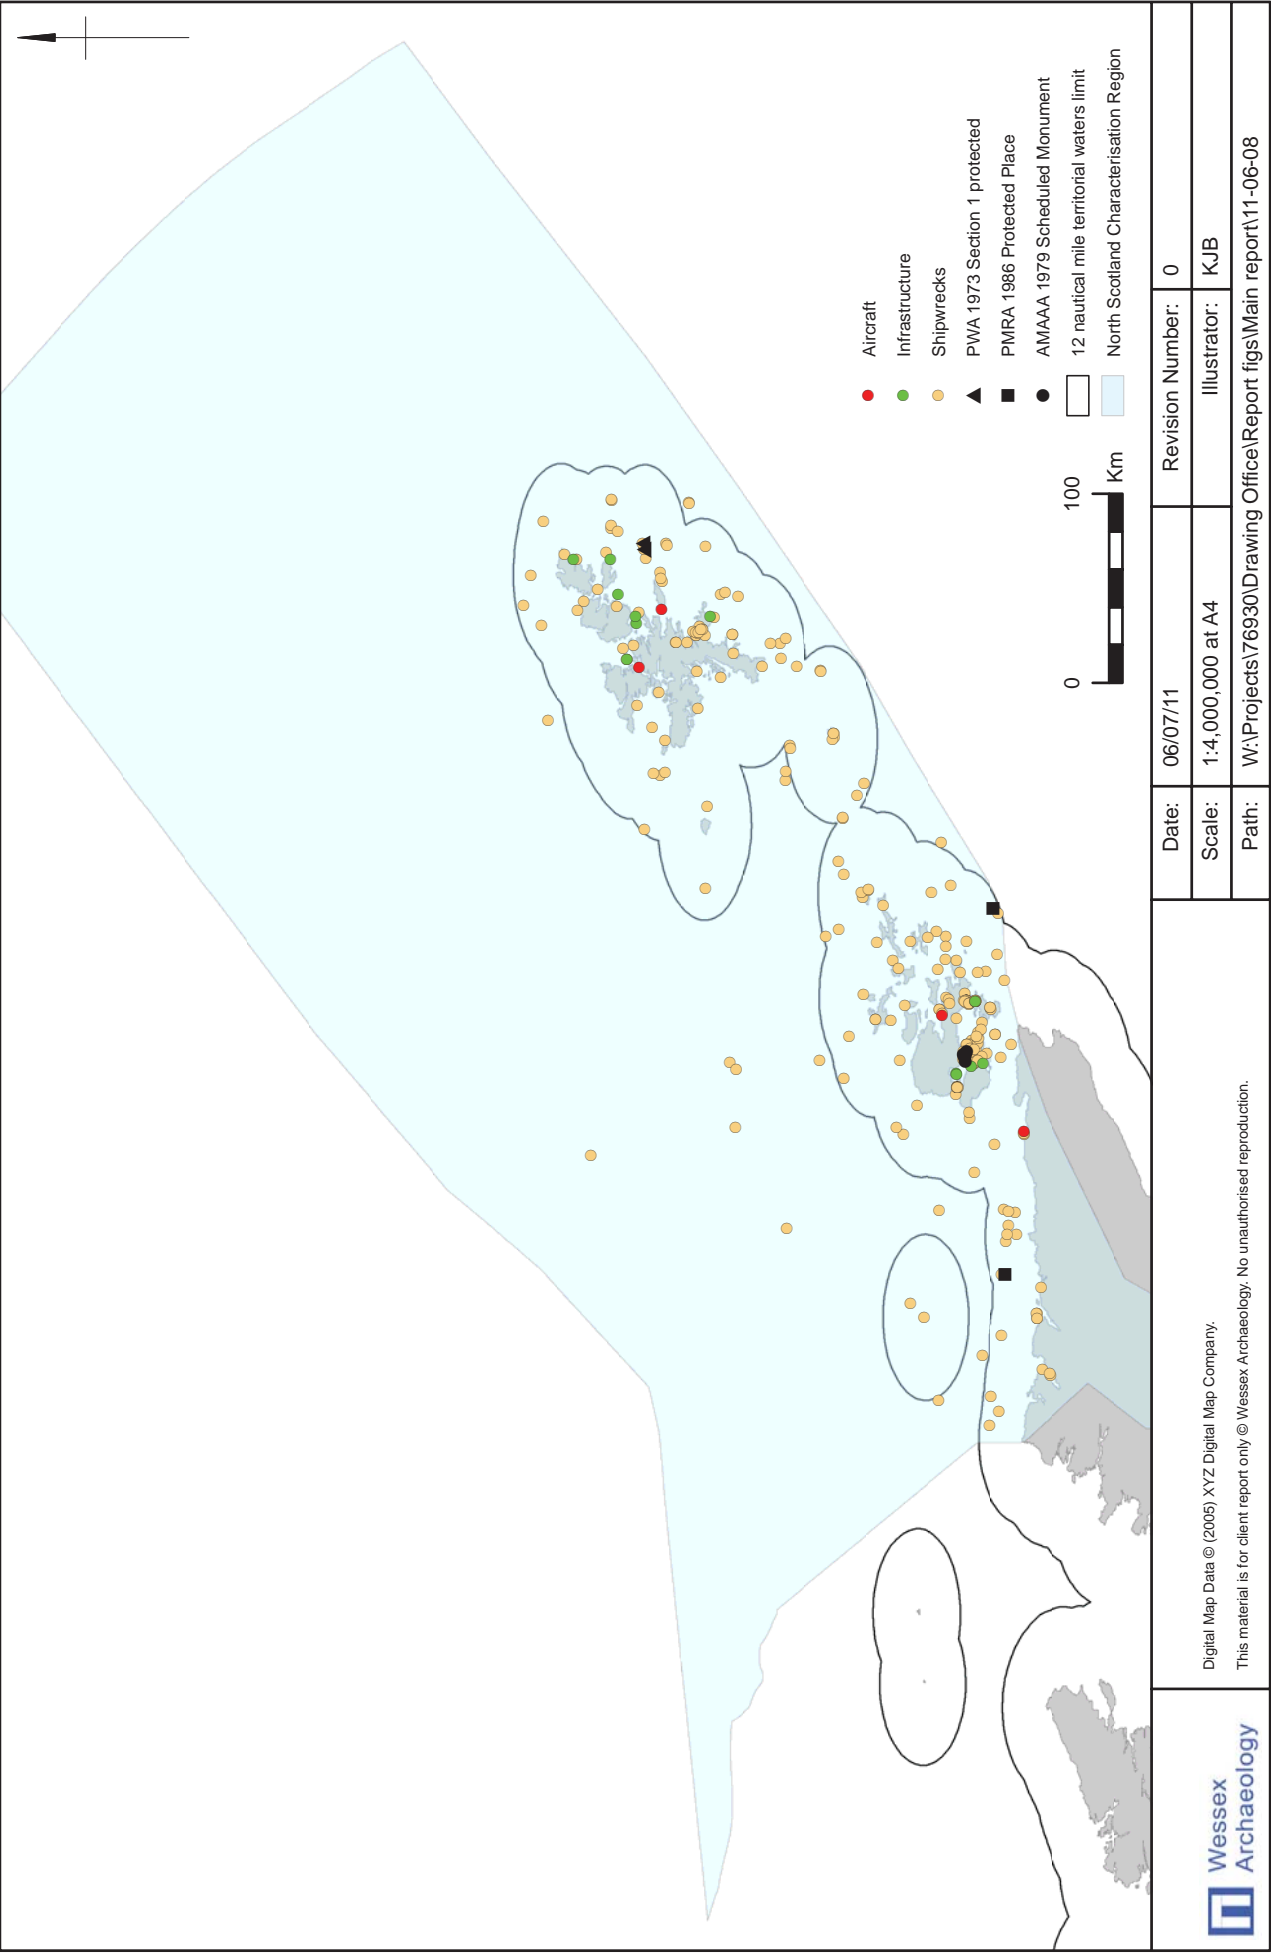 Aircraft
Infrastructure
Shipwrecks
PWA 1973 Section 1 protected
PMRA 1986 Protected Place
AMAAA 1979 Scheduled Monument
12 nautical mile territorial waters limit
North Scotland Characterisation Region
0 100
Km
Wessex
Archaeology
Digital Map Data © (2005) XYZ Digital Map Company.
This material is for client report only © Wessex Archaeology. No unauthorised reproduction.
Date: 06/07/11 Revision Number: 0
Scale: 1:4,000,000 at A4 Illustrator: KJB
Path: W:\Projects\76930\Drawing Office\Report figs\Main report\11-06-08